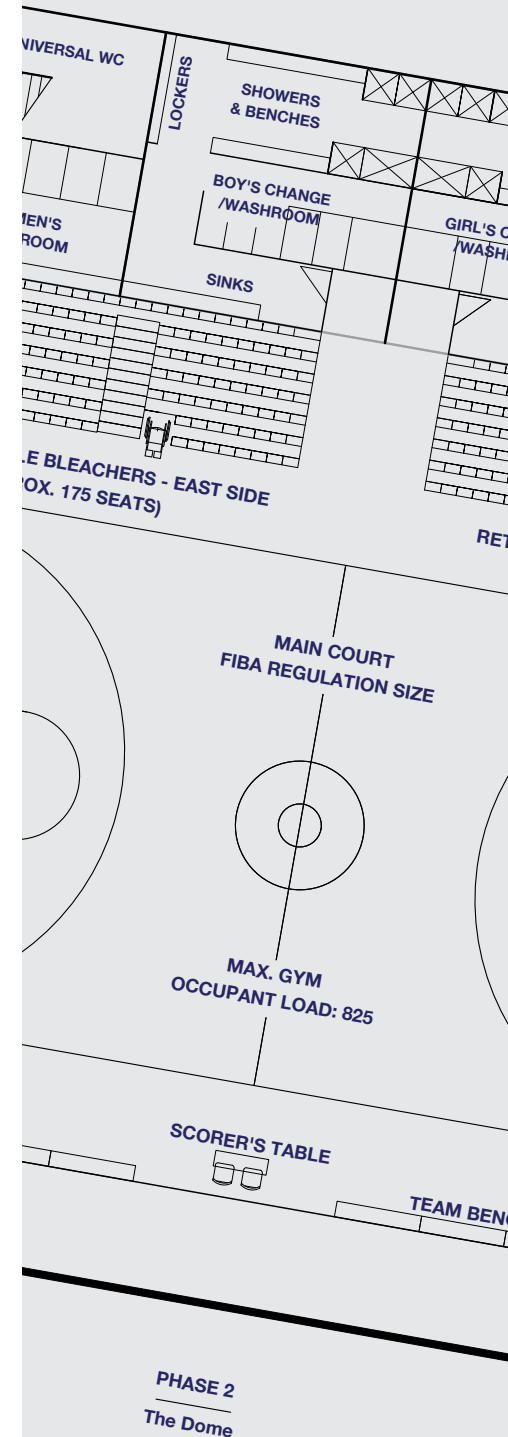 NIVERSAL WC
LOCKERS
SHOWERS
& BENCHES
BOY'S CHANGE
/WASHROOM
GIRL'S C
/WASH
MEN'S
ROOM
SINKS
LE BLEACHERS - EAST SIDE
OX. 175 SEATS)
RET
MAIN COURT
FIBA REGULATION SIZE
MAX. GYM
OCCUPANT LOAD: 825
SCORER'S TABLE
TEAM BENC
PHASE 2
The Dome